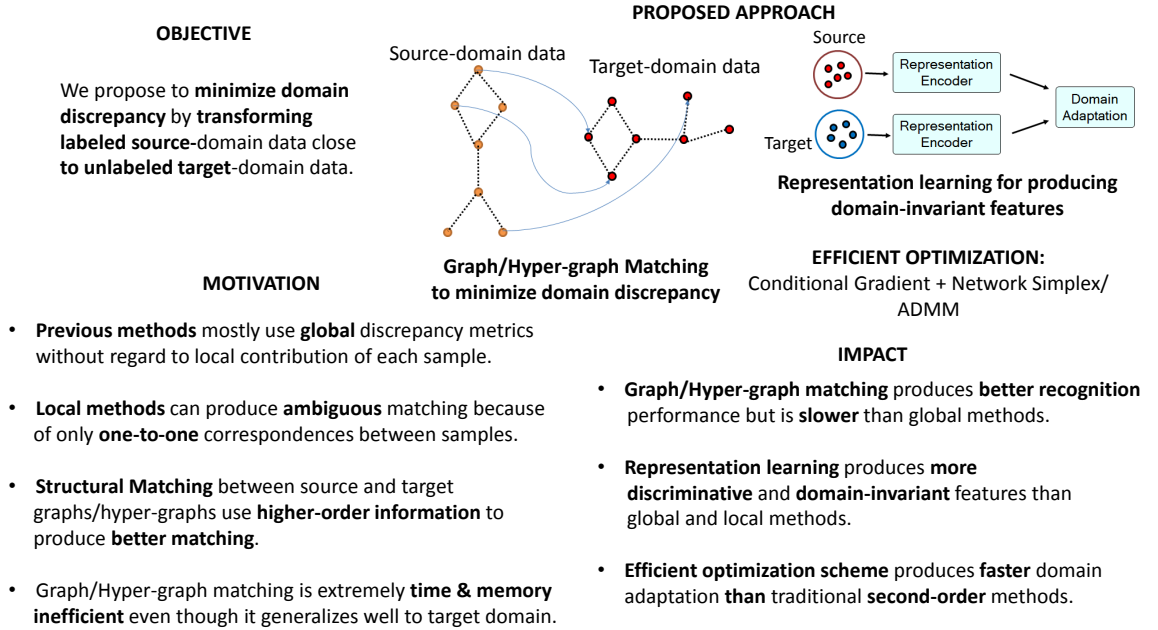 OBJECTIVE
We propose to minimize domain
discrepancy by transforming
labeled source-domain data close
to unlabeled target-domain data.
PROPOSED APPROACH
Source-domain data
Target-domain data
Graph/Hyper-graph Matching
to minimize domain discrepancy
Source
Representation
Encoder
Target
Representation
Encoder
Domain
Adaptation
Representation learning for producing
domain-invariant features
EFFICIENT OPTIMIZATION:
Conditional Gradient + Network Simplex/
ADMM
MOTIVATION
• Previous methods mostly use global discrepancy metrics
without regard to local contribution of each sample.
• Local methods can produce ambiguous matching because
of only one-to-one correspondences between samples.
• Structural Matching between source and target
graphs/hyper-graphs use higher-order information to
produce better matching.
• Graph/Hyper-graph matching is extremely time & memory
inefficient even though it generalizes well to target domain.
IMPACT
• Graph/Hyper-graph matching produces better recognition
performance but is slower than global methods.
• Representation learning produces more
discriminative and domain-invariant features than
global and local methods.
• Efficient optimization scheme produces faster domain
adaptation than traditional second-order methods.